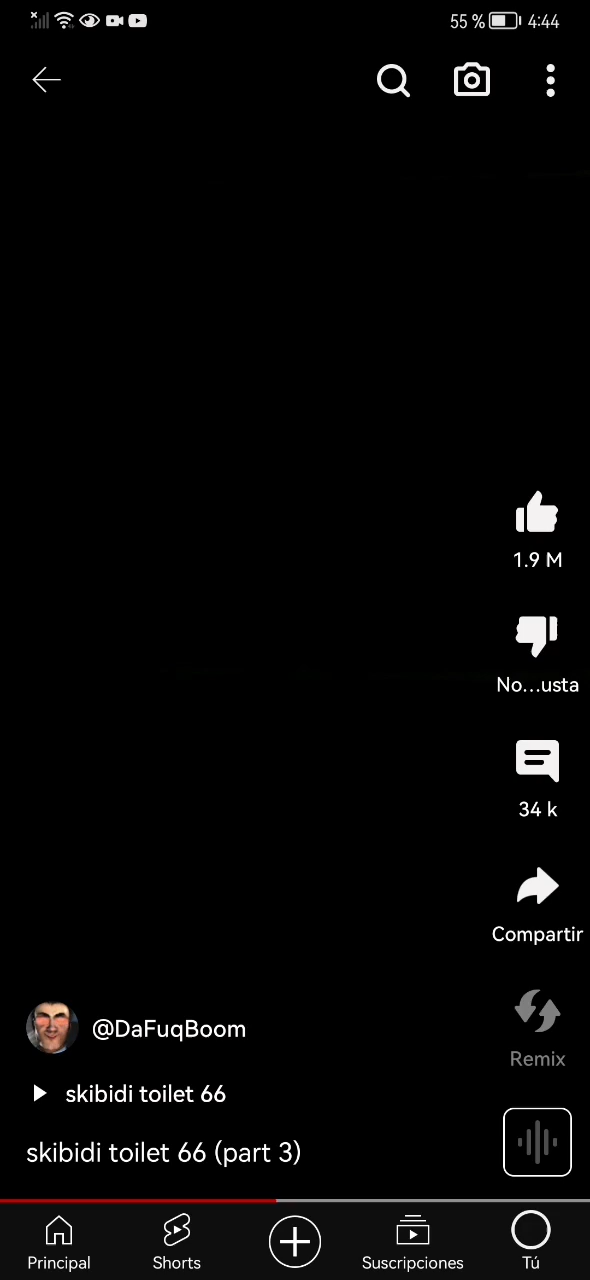 55 % 4:44
1.9 M
No...usta
34 k
Compartir
@DaFuqBoom
Remix
skibidi toilet 66
skibidi toilet 66 (part 3)
Principal
Shorts
Suscripciones
Tú